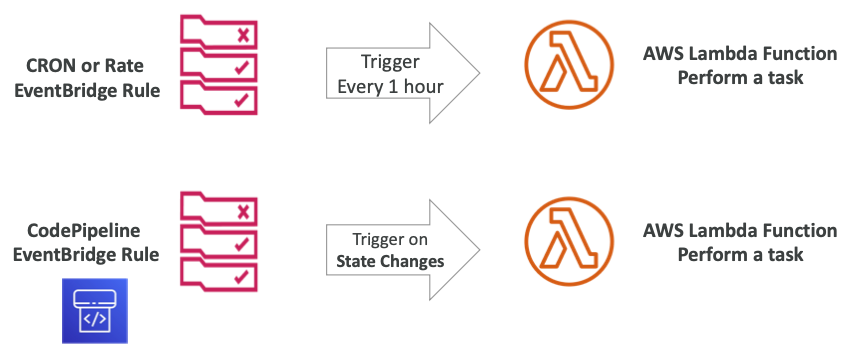 CRON or Rate
EventBridge Rule
Trigger
Every 1 hour
AWS Lambda Function
Perform a task
CodePipeline
EventBridge Rule
</>
Trigger on
State Changes
AWS Lambda Function
Perform a task